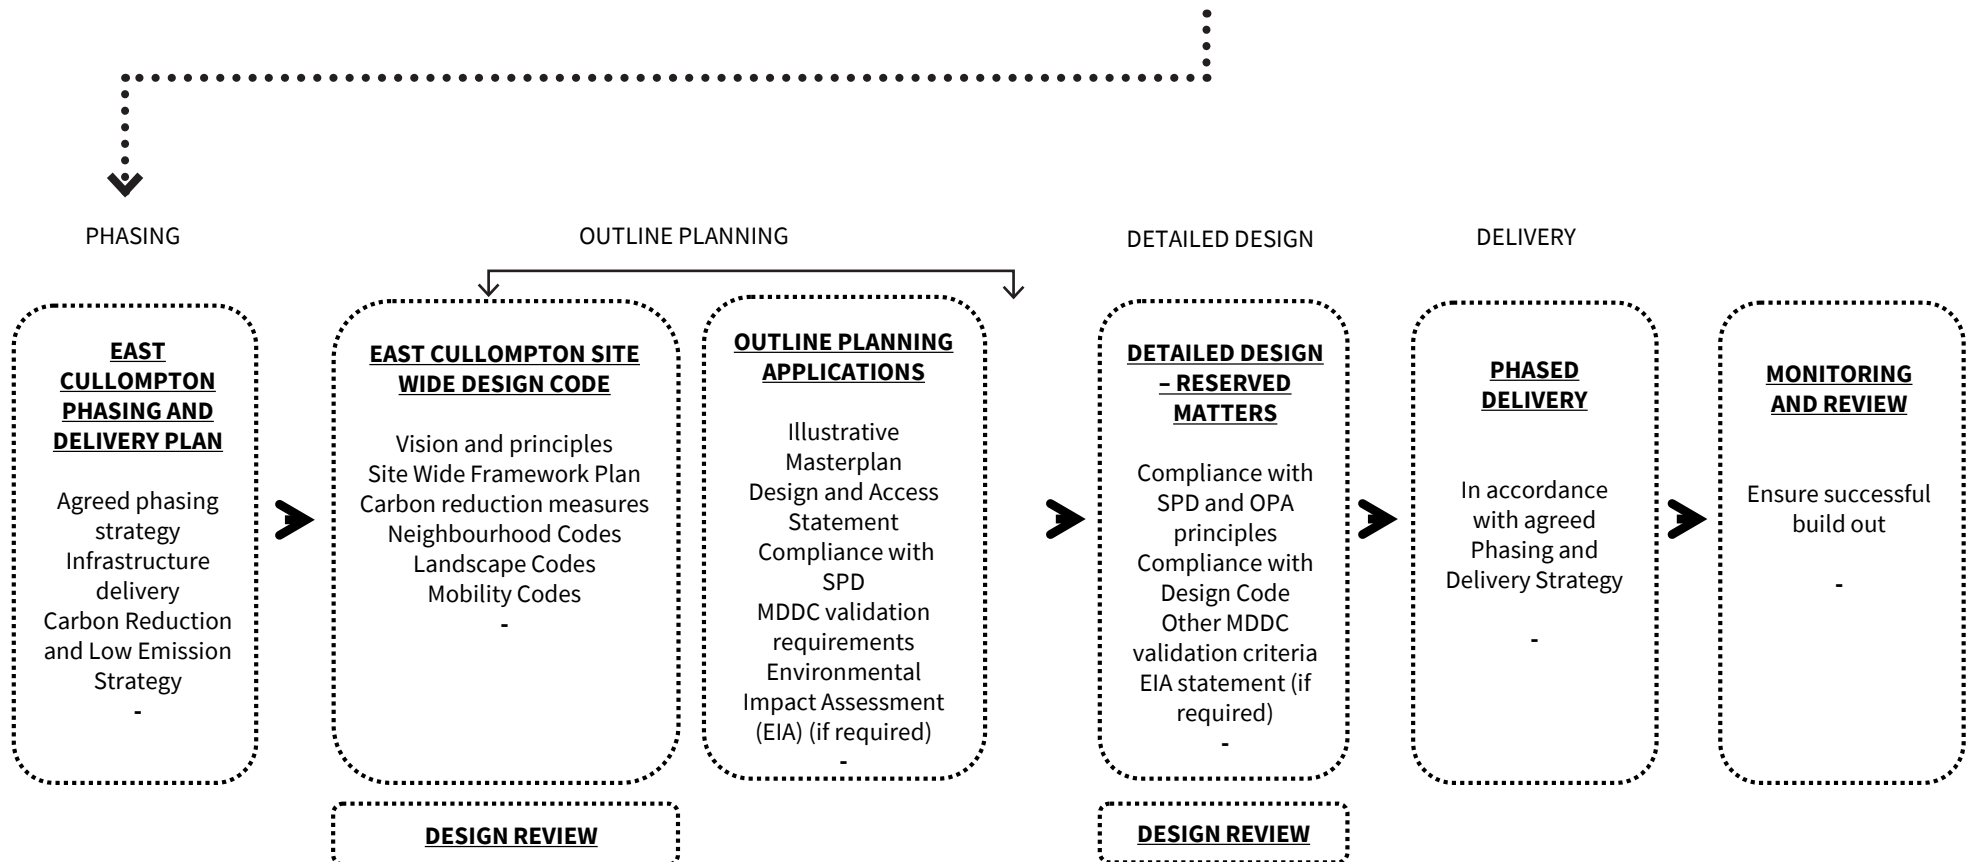 PHASING
OUTLINE PLANNING
DETAILED DESIGN
DELIVERY
EAST
CULLOMPTON
PHASING AND
DELIVERY PLAN
Agreed phasing
strategy
Infrastructure
delivery
Carbon Reduction
and Low Emission
Strategy
-
EAST CULLOMPTON SITE
WIDE DESIGN CODE
Vision and principles
Site Wide Framework Plan
Carbon reduction measures
Neighbourhood Codes
Landscape Codes
Mobility Codes
-
OUTLINE PLANNING
APPLICATIONS
Illustrative
Masterplan
Design and Access
Statement
Compliance with
SPD
MDDC validation
requirements
Environmental
Impact Assessment
(EIA) (if required)
-
DETAILED DESIGN
– RESERVED
MATTERS
Compliance with
SPD and OPA
principles
Compliance with
Design Code
Other MDDC
validation criteria
EIA statement (if
required)
-
PHASED
DELIVERY
In accordance
with agreed
Phasing and
Delivery Strategy
-
MONITORING
AND REVIEW
Ensure successful
build out
-
DESIGN REVIEW
DESIGN REVIEW